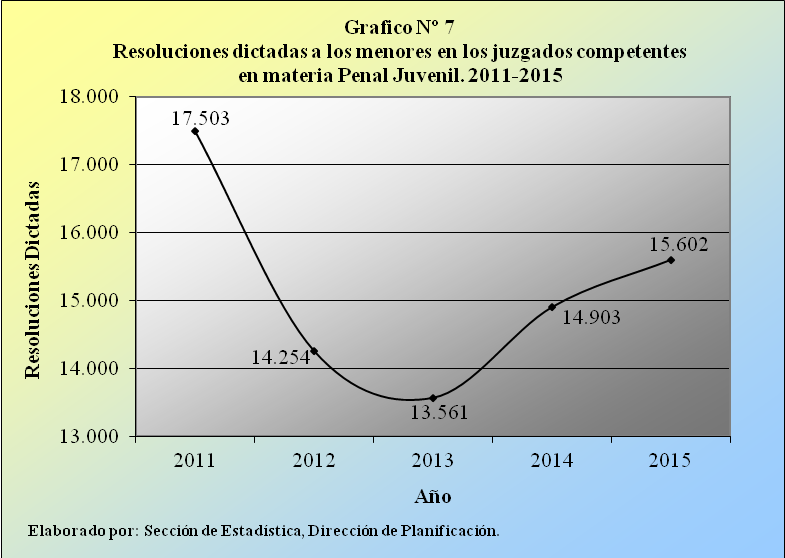 Grafico Nº 7
Resoluciones dictadas a los menores en los juzgados competentes
en materia Penal Juvenil. 2011-2015
18.000
17.000
16.000
15.000
14.000
13.000
Resoluciones Dictadas
17.503
14.254
13.561
14.903
15.602
2011 2012 2013 2014 2015
Año
Elaborado por: Sección de Estadística, Dirección de Planificación.